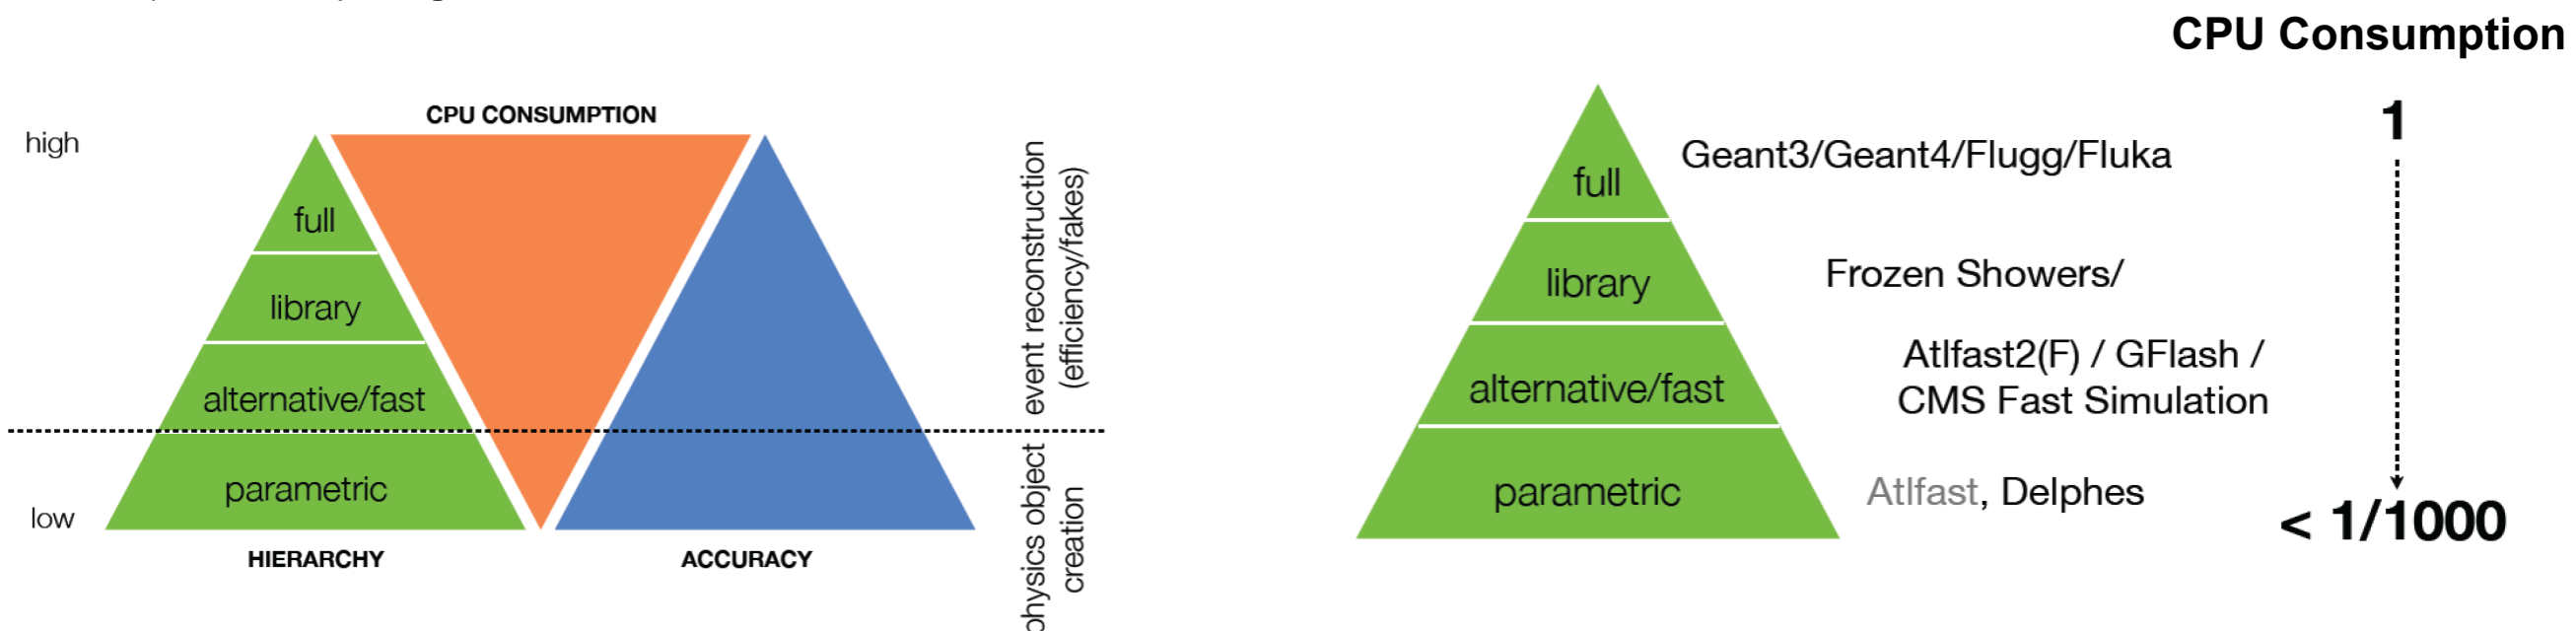 CPU CONSUMPTION
high
full
library
alternative/fast
parametric
low
HIERARCHY
ACCURACY
event reconstruction
(efficiency/fakes)
physics object
creation
CPU Consumption
1
full
Geant3/Geant4/Flugg/Fluka
library
Frozen Showers/
alternative/fast
Atlfast2(F) / GFlash /
CMS Fast Simulation
parametric
Atlfast, Delphes
< 1/1000